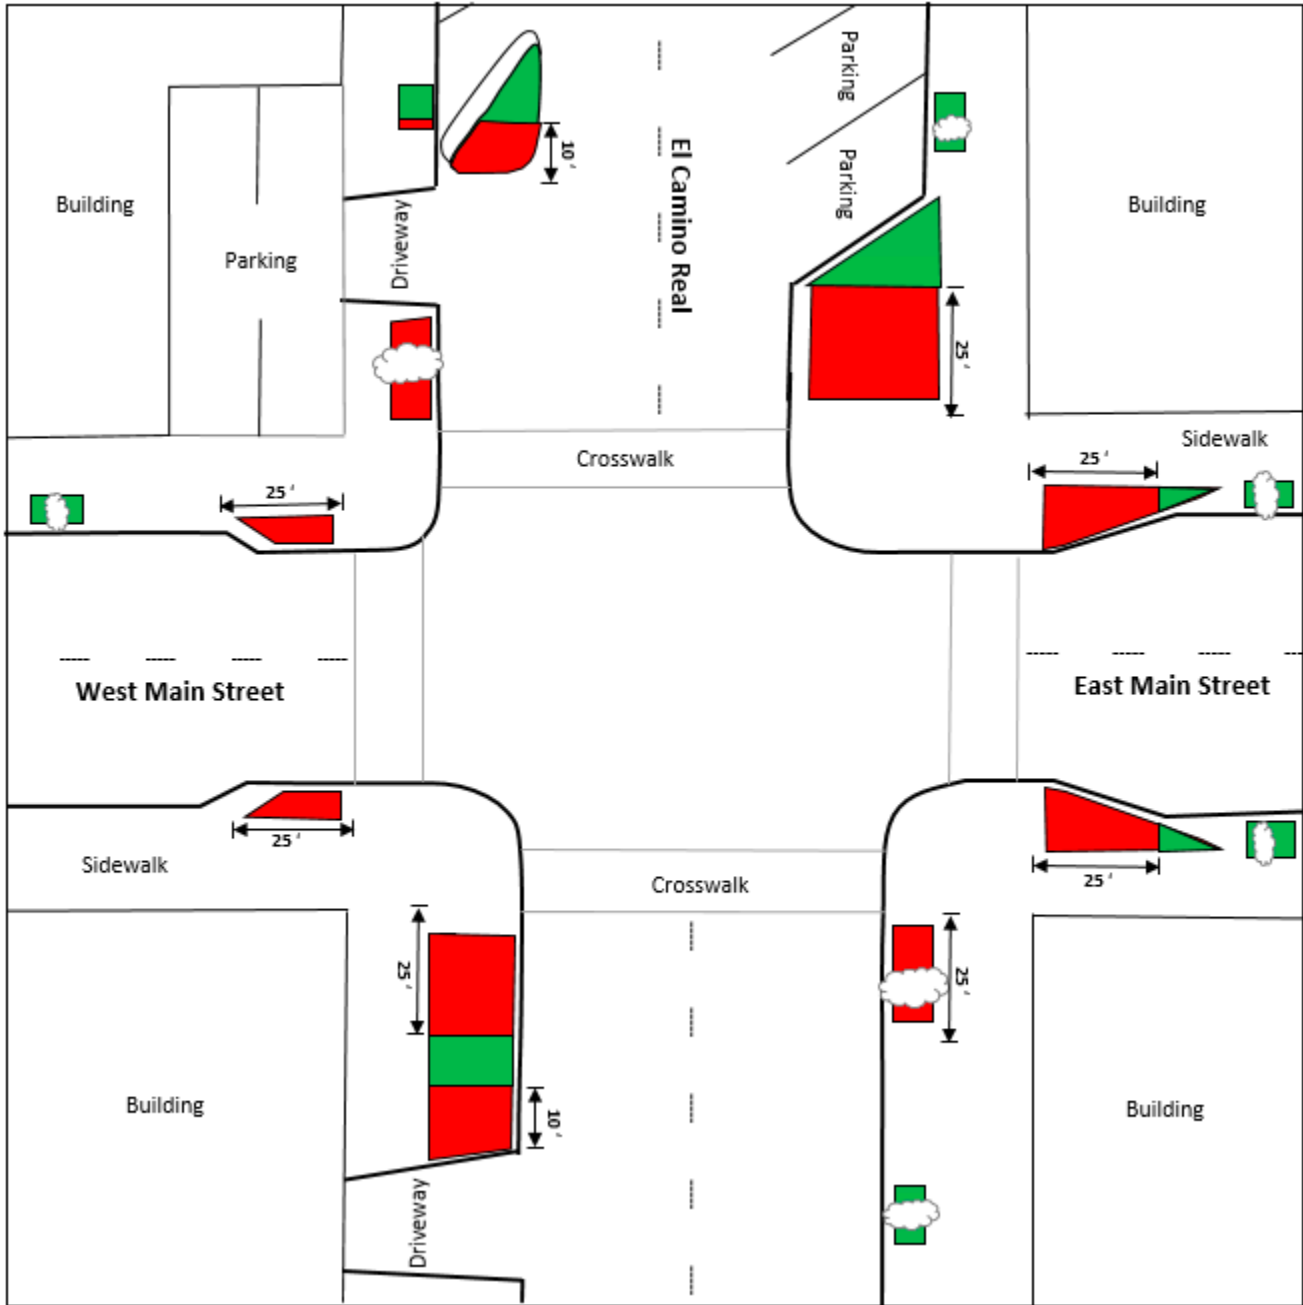 Parking
Parking
10 ‘
El Camino Real
Building
Driveway
Building
Parking
25 ‘
Sidewalk
Crosswalk
25 ‘
25 ‘
West Main Street
East Main Street
25 ‘
Sidewalk
25 ‘
Crosswalk
25 ‘
25 ‘
Building
10 ‘
Building
Driveway